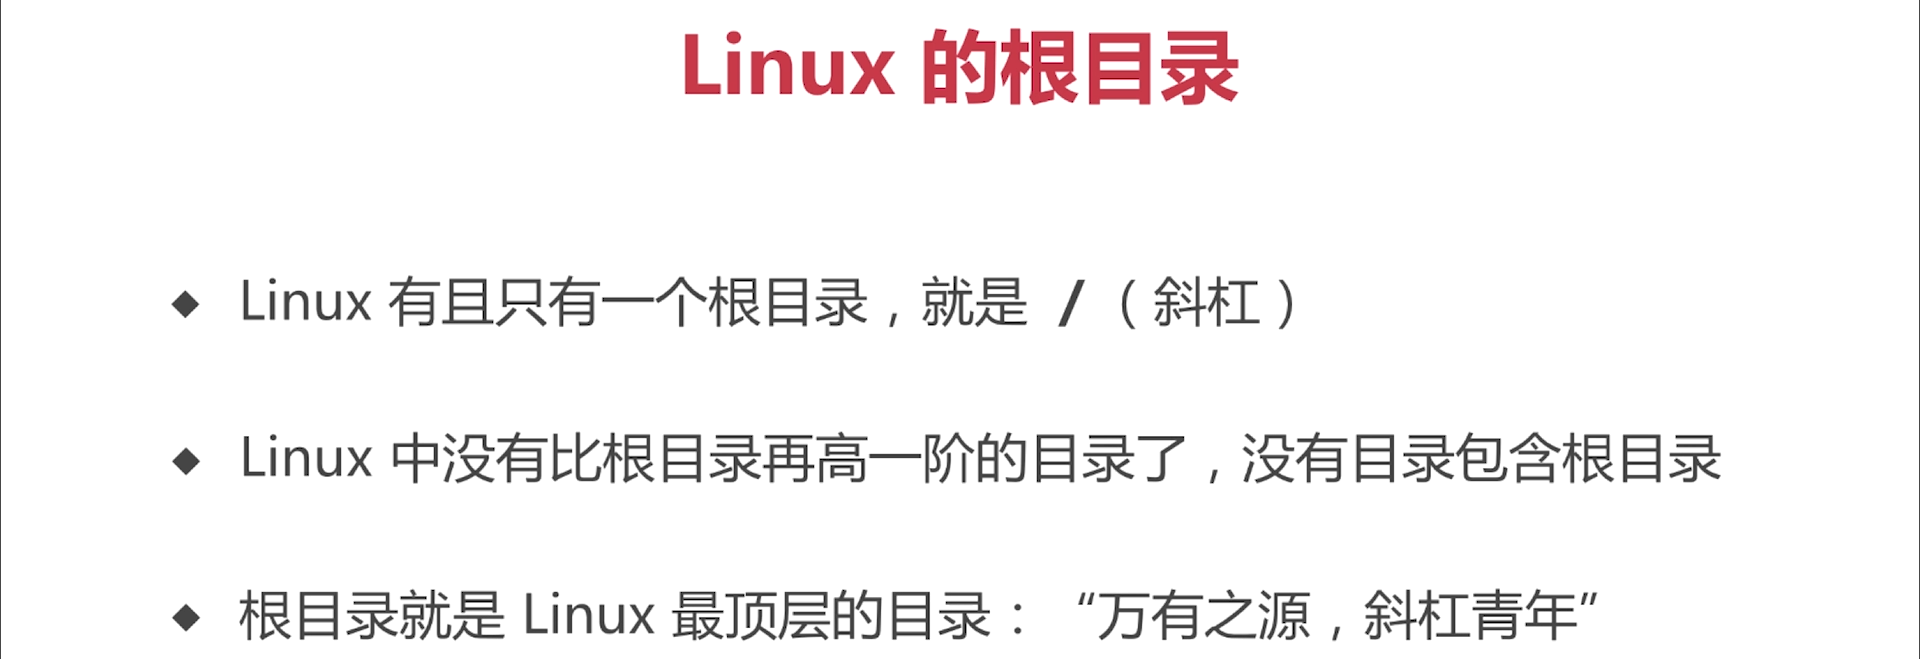 Linux 的根目录
◆ Linux 有且只有一个根目录，就是 /（斜杠）
◆ Linux 中没有比根目录再高一阶的目录了，没有目录包含根目录
◆ 根目录就是 Linux 最顶层的目录：“万有之源，斜杠青年”